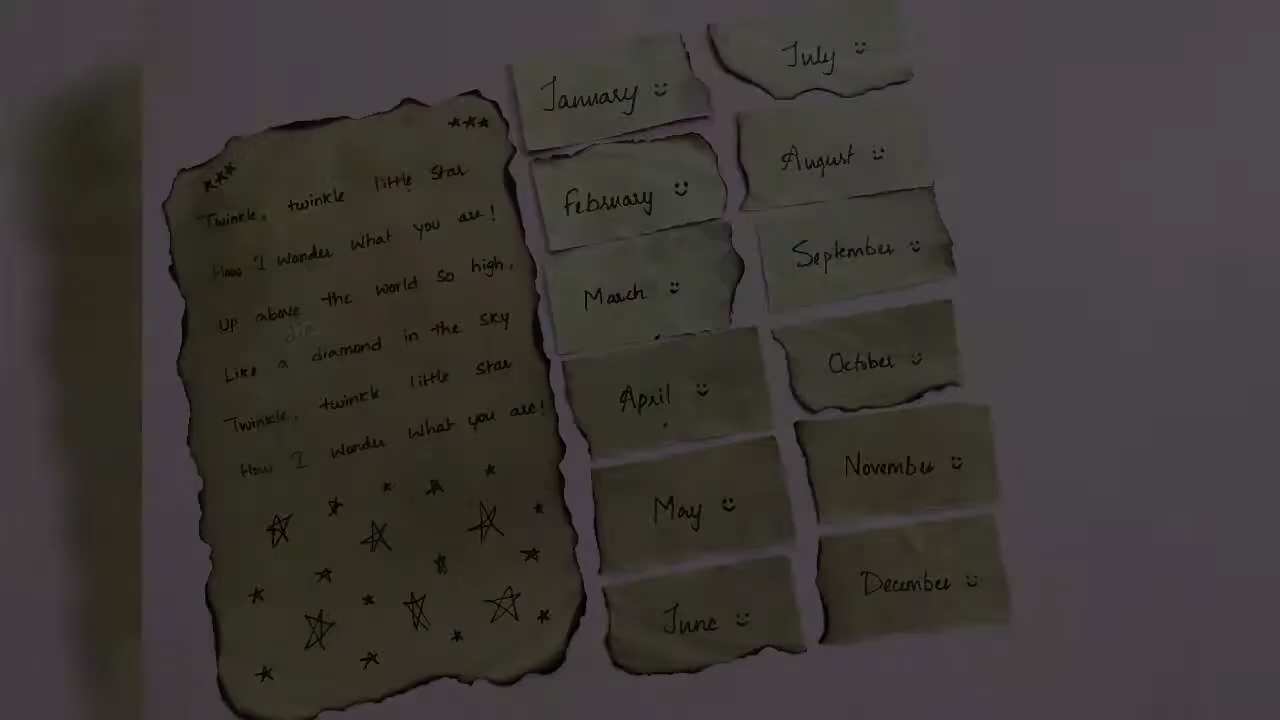 Twinkle, twinkle little star
How I wonder what you are!
Up above the world so high,
Like a diamond in the sky
Twinkle, twinkle little star
How I wonder what you are!
January
February
March
April
May
June
July
August
September
October
November
December